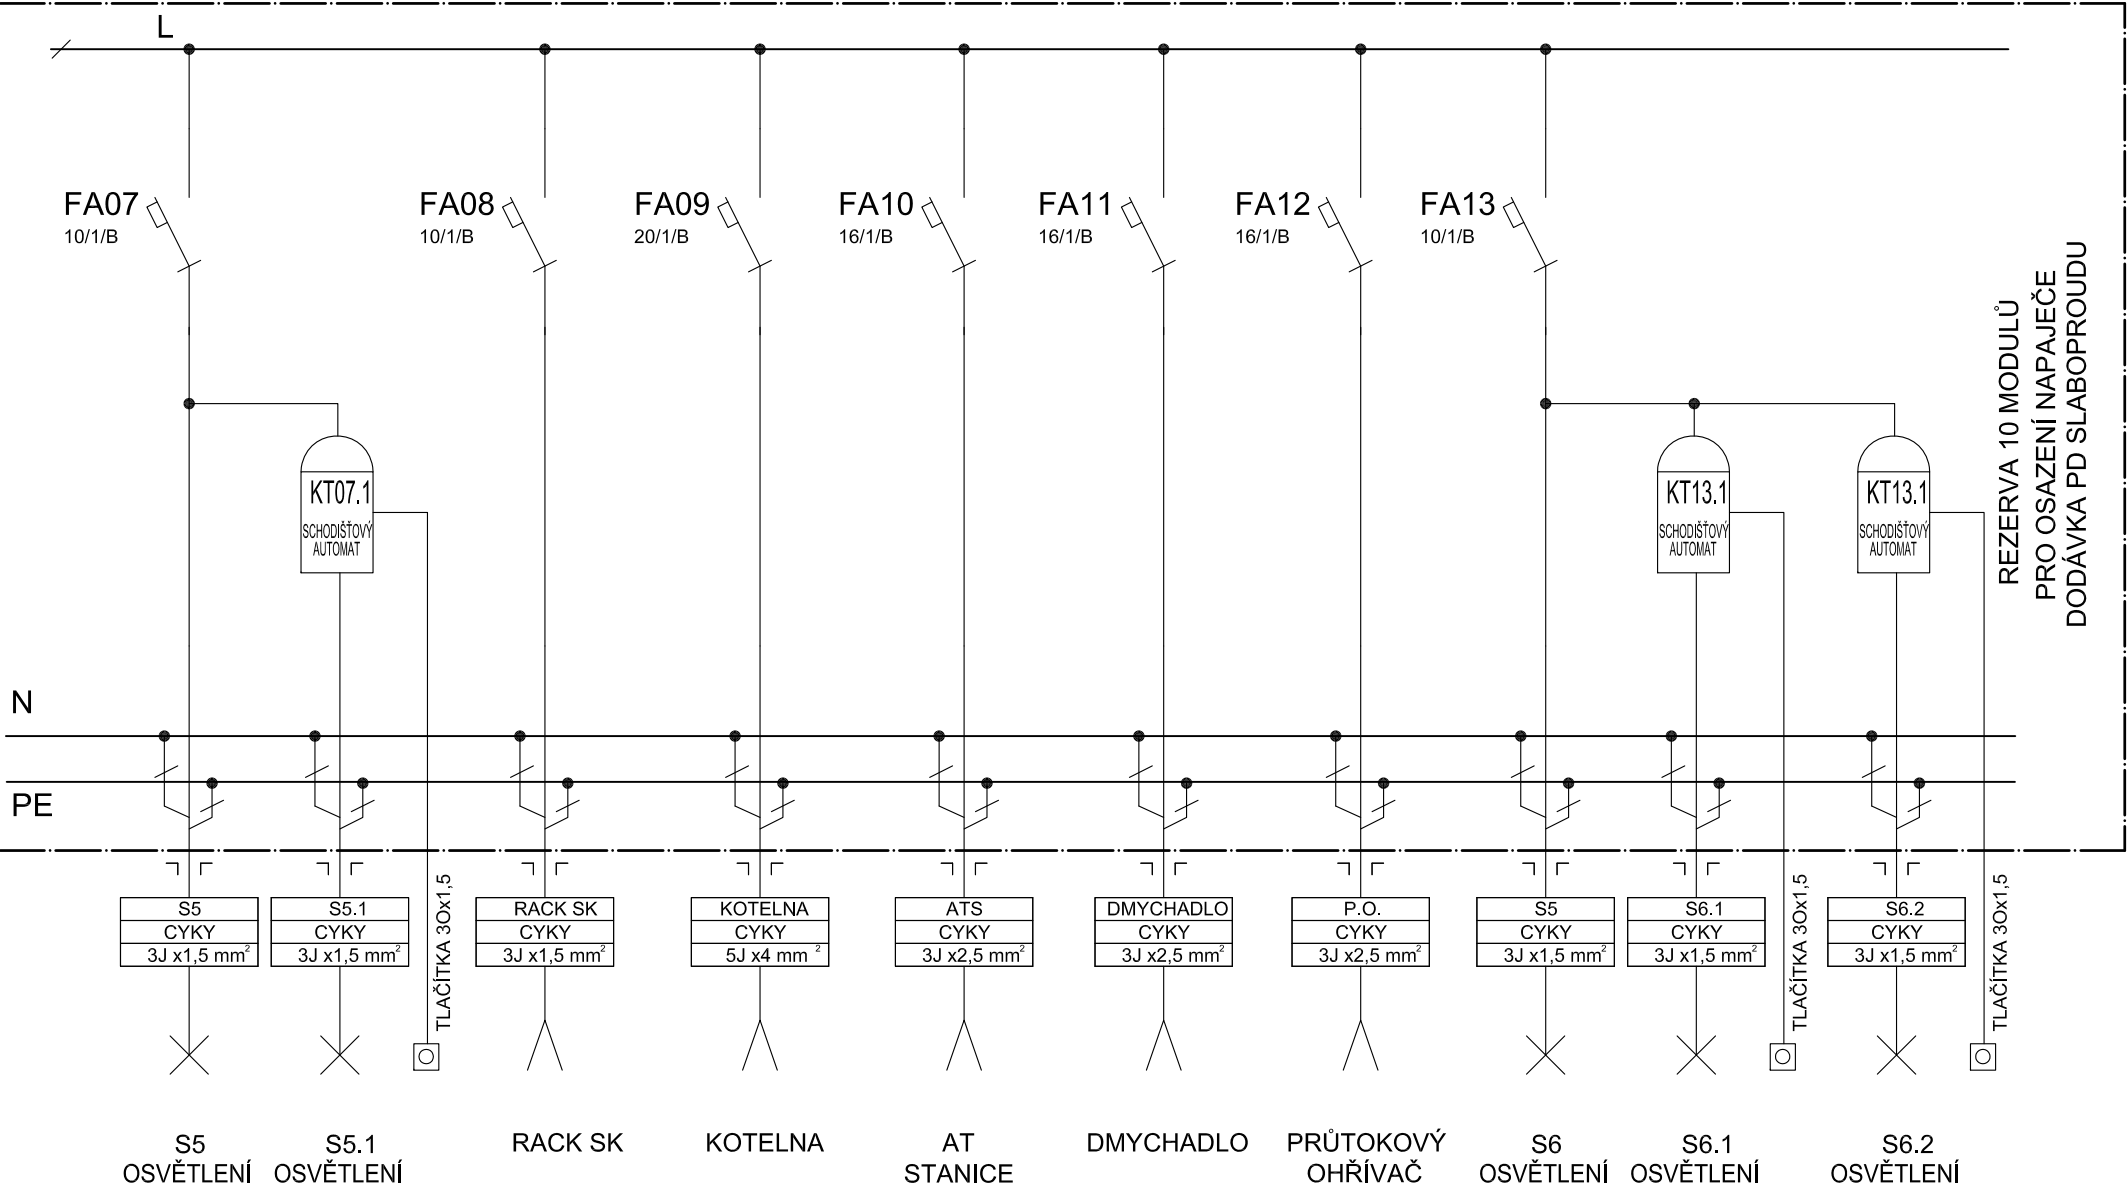 L
FA07
10/1/B
FA08
10/1/B
FA09
20/1/B
FA10
16/1/B
FA11
16/1/B
FA12
16/1/B
FA13
10/1/B
REZERVA 10 MODULŮ
PRO OSAZENÍ NAPAJEČE
DODÁVKA PD SLABOPROUDU
KT07.1
SCHODIŠŤOVÝ
AUTOMAT
KT13.1
SCHODIŠŤOVÝ
AUTOMAT
KT13.1
SCHODIŠŤOVÝ
AUTOMAT
N
PE
S5
CYKY
3J x1,5 mm²
S5.1
CYKY
3J x1,5 mm²
TLAČÍTKA 3Ox1,5
RACK SK
CYKY
3J x1,5 mm²
KOTELNA
CYKY
5J x4 mm ²
ATS
CYKY
3J x2,5 mm²
DMYCHADLO
CYKY
3J x2,5 mm²
P.O.
CYKY
3J x2,5 mm²
S5
CYKY
3J x1,5 mm²
S6.1
CYKY
3J x1,5 mm²
TLAČÍTKA 3Ox1,5
S6.2
CYKY
3J x1,5 mm²
TLAČÍTKA 3Ox1,5
S5
OSVĚTLENÍ
S5.1
OSVĚTLENÍ
RACK SK
KOTELNA
AT
STANICE
DMYCHADLO
PRŮTOKOVÝ
OHŘÍVAČ
S6
OSVĚTLENÍ
S6.1
OSVĚTLENÍ
S6.2
OSVĚTLENÍ